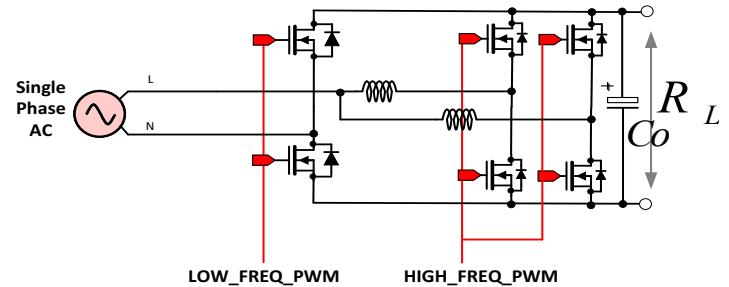 Single
Phase
AC
L
N
+
Co
R L
LOW_FREQ_PWM
HIGH_FREQ_PWM